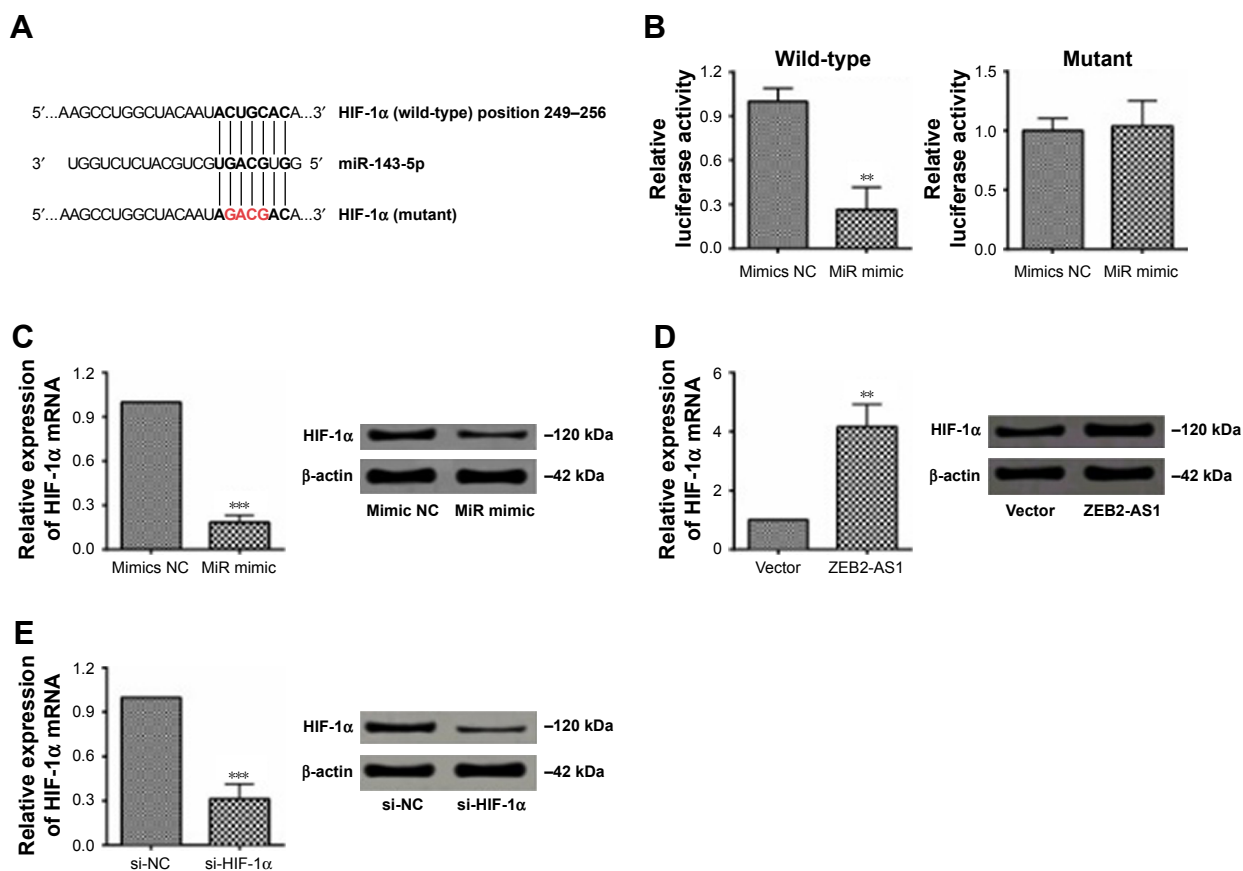 A
5′...AAGCCUGGCUACAAUACUGCACA...3′ HIF-1α (wild-type) position 249–256
3′ UGGUCUCUACGUCGUGACGUGG 5′ miR-143-5p
5′...AAGCCUGGCUACAAUAGACGACA...3′ HIF-1α (mutant)
B
Wild-type
Relative
luciferase activity
1.2
0.9
0.6
0.3
0.0
**
Mimics NC MiR mimic
Mutant
Relative
luciferase activity
1.5
1.0
0.5
0.0
Mimics NC MiR mimic
C
Relative expression
of HIF-1α mRNA
1.2
0.9
0.6
0.3
0.0
***
Mimics NC MiR mimic
HIF-1α –120 kDa
β-actin –42 kDa
Mimic NC MiR mimic
D
Relative expression
of HIF-1α mRNA
6
4
2
0
**
Vector ZEB2-AS1
HIF-1α –120 kDa
β-actin –42 kDa
Vector ZEB2-AS1
E
Relative expression
of HIF-1α mRNA
1.2
0.9
0.6
0.3
0.0
***
si-NC si-HIF-1α
HIF-1α –120 kDa
β-actin –42 kDa
si-NC si-HIF-1α